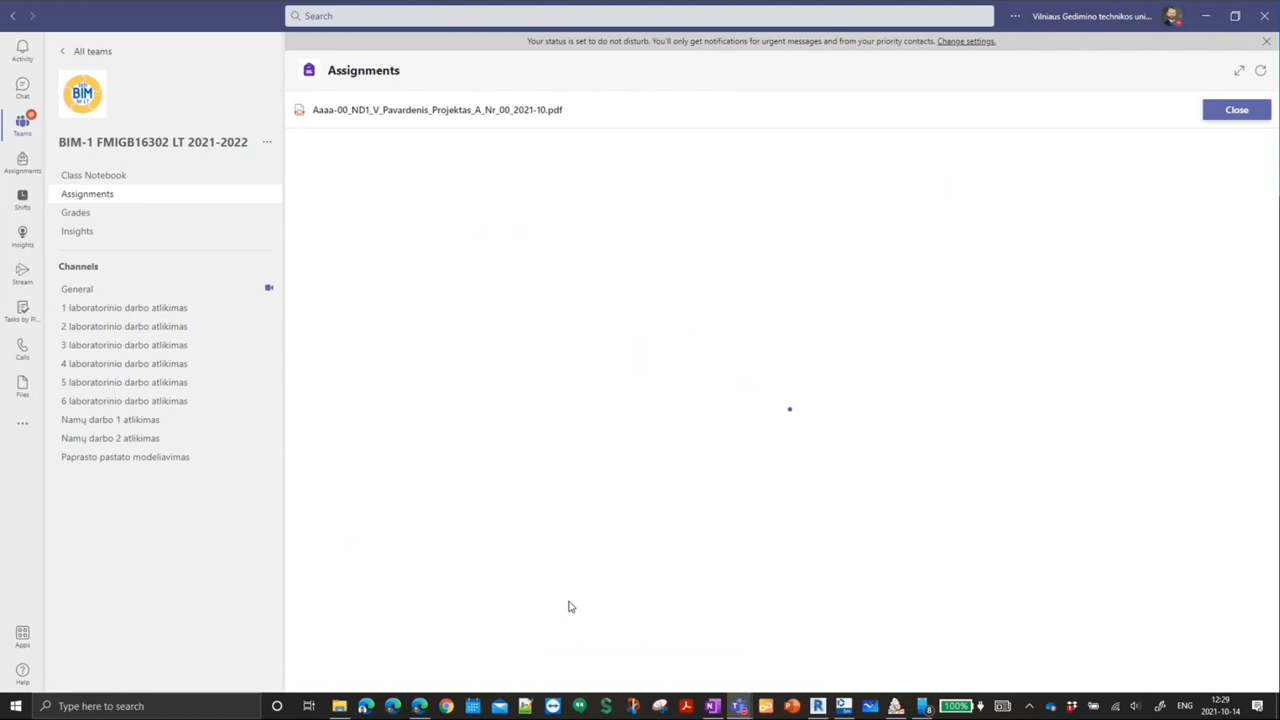 Search
Vilniaus Gedimino technikos uni...
Your status is set to do not disturb. You'll only get notifications for urgent messages and from your priority contacts. Change settings.
Activity
Chat
Teams
Assignments
Shifts
Insights
Stream
Tasks by Pl...
Calls
Files
Apps
Help
All teams
BIM
BIM-1 FMIGB16302 LT 2021-2022
Class Notebook
Assignments
Grades
Insights
Channels
General
1 laboratorinio darbo atlikimas
2 laboratorinio darbo atlikimas
3 laboratorinio darbo atlikimas
4 laboratorinio darbo atlikimas
5 laboratorinio darbo atlikimas
6 laboratorinio darbo atlikimas
Namų darbo 1 atlikimas
Namų darbo 2 atlikimas
Paprasto pastato modeliavimas
Assignments
Aaaa-00_ND1_V_Pavardenis_Projektas_A_Nr_00_2021-10.pdf
Close
Type here to search
100%
ENG
12:29
2021-10-14